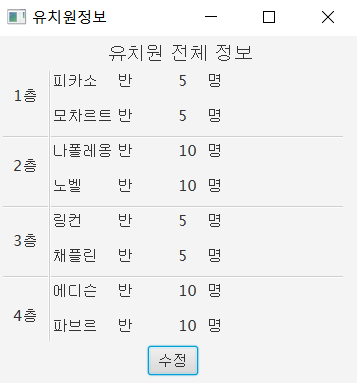 유치원정보
유치원 전체 정보
1층
피카소 반 5 명
모차르트 반 5 명
2층
나폴레옹 반 10 명
노벨 반 10 명
3층
링컨 반 5 명
채플린 반 5 명
4층
에디슨 반 10 명
파브르 반 10 명
수정